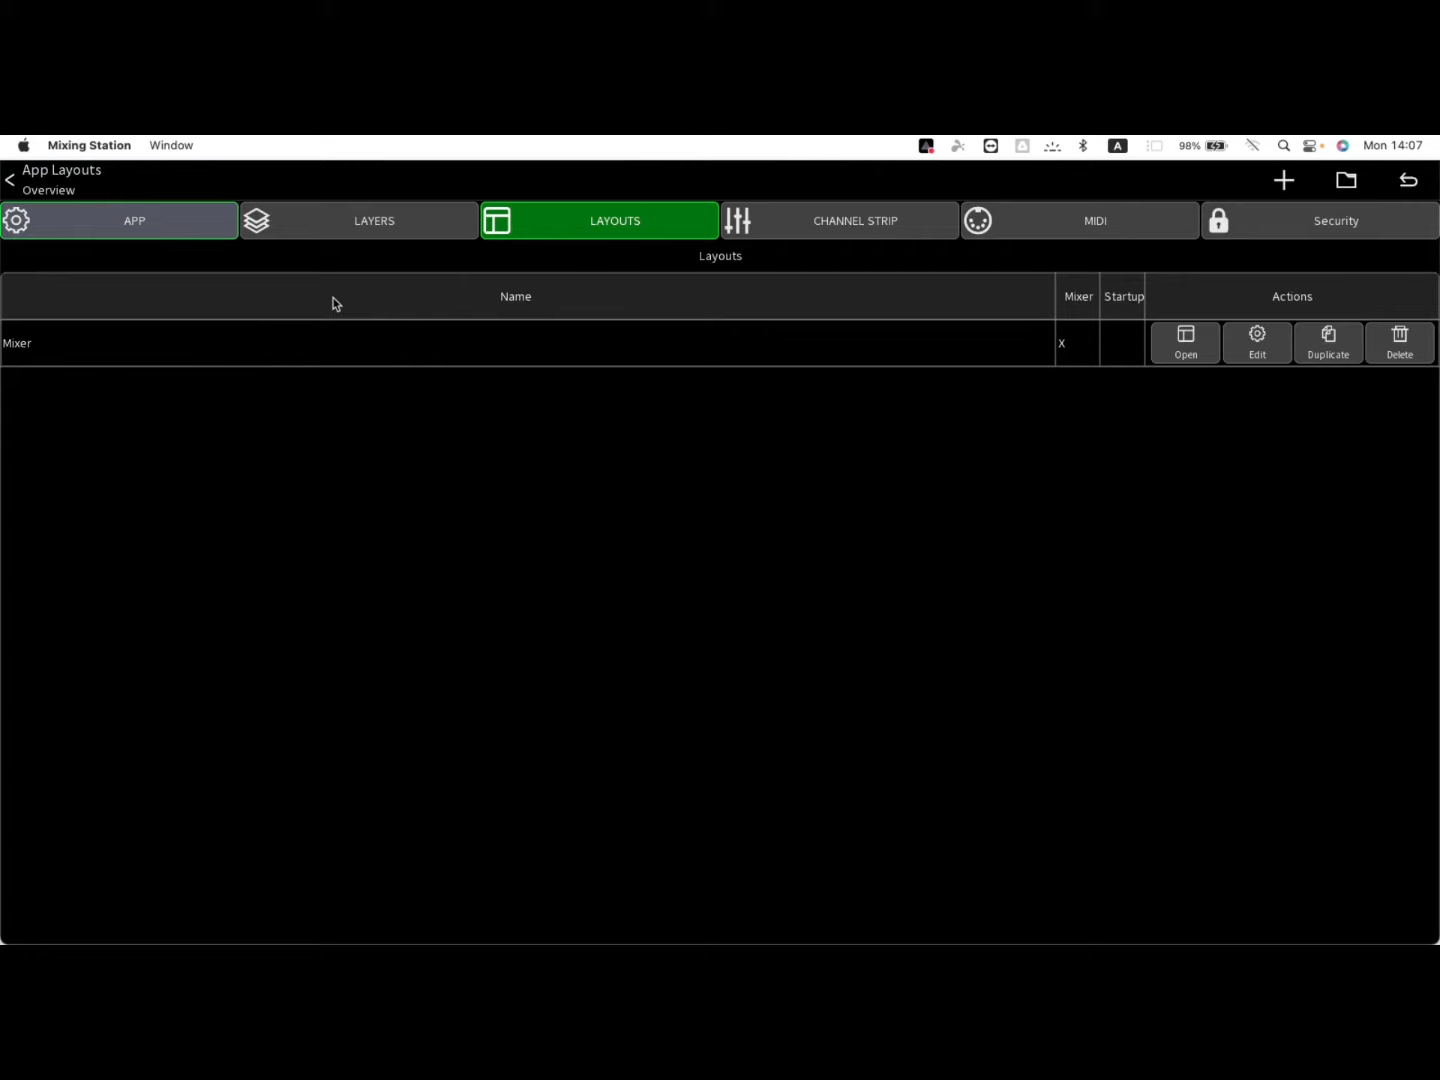 Mixing Station Window A 98% Mon 14:07
App Layouts
Overview
APP LAYERS LAYOUTS CHANNEL STRIP MIDI Security
Layouts
Name Mixer Startup Actions
Mixer X Open Edit Duplicate Delete